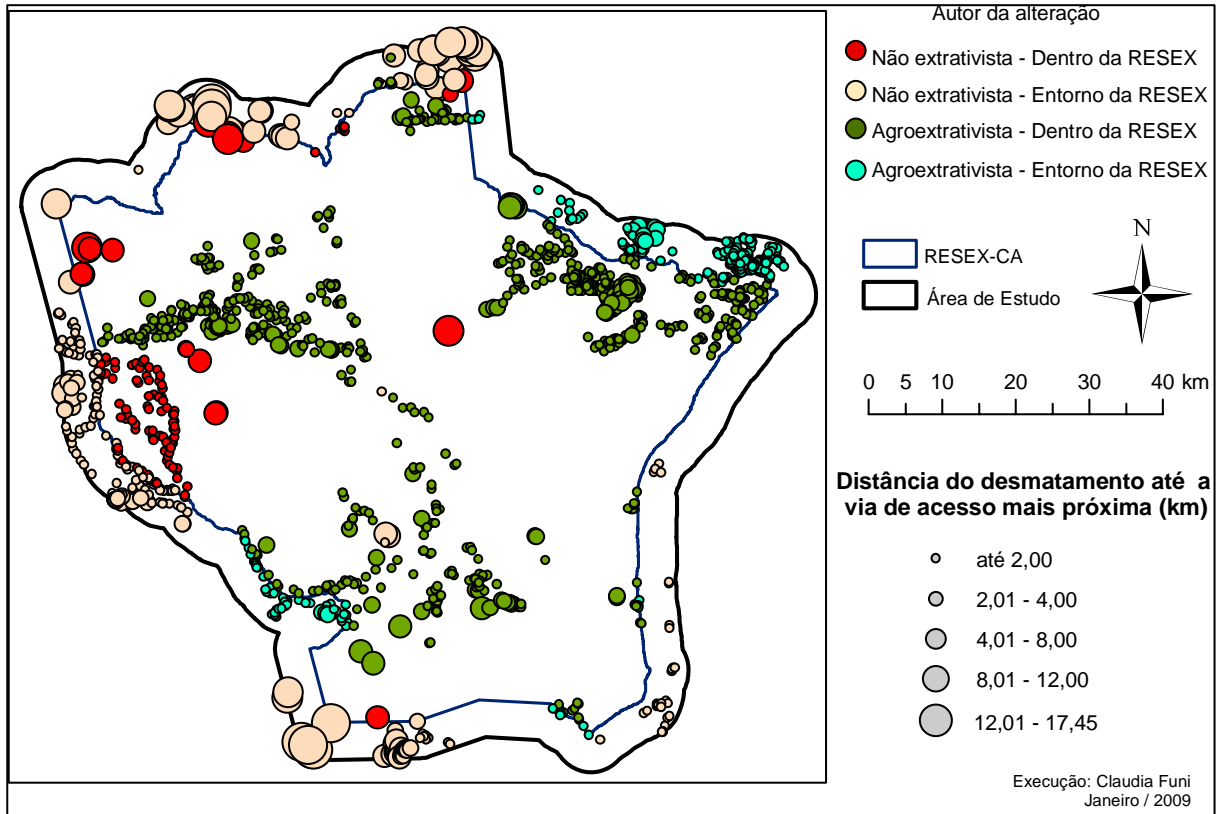 Autor da alteração
Não extrativista - Dentro da RESEX
Não extrativista - Entorno da RESEX
Agroextrativista - Dentro da RESEX
Agroextrativista - Entorno da RESEX
RESEX-CA
Área de Estudo
N
0 5 10 20 30 40 km
Distância do desmatamento até a
via de acesso mais próxima (km)
até 2,00
2,01 - 4,00
4,01 - 8,00
8,01 - 12,00
12,01 - 17,45
Execução: Claudia Funi
Janeiro / 2009